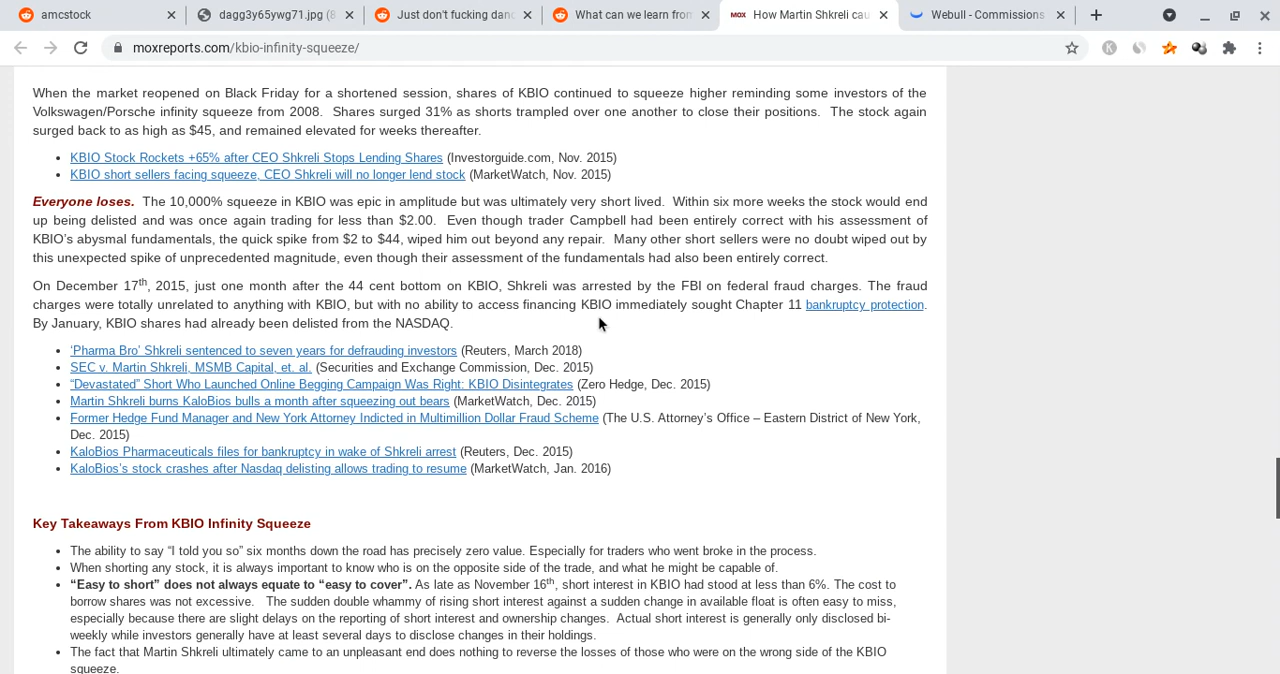 amcstock
dagg3y65ywg71.jpg (8
Just don't fucking danc
What can we learn from
MOX How Martin Shkreli cau
Webull - Commissions
moxreports.com/kbio-infinity-squeeze/
When the market reopened on Black Friday for a shortened session, shares of KBIO continued to squeeze higher reminding some investors of the
Volkswagen/Porsche infinity squeeze from 2008. Shares surged 31% as shorts trampled over one another to close their positions. The stock again
surged back to as high as $45, and remained elevated for weeks thereafter.
• KBIO Stock Rockets +65% after CEO Shkreli Stops Lending Shares (Investorguide.com, Nov. 2015)
• KBIO short sellers facing squeeze, CEO Shkreli will no longer lend stock (MarketWatch, Nov. 2015)
Everyone loses. The 10,000% squeeze in KBIO was epic in amplitude but was ultimately very short lived. Within six more weeks the stock would end
up being delisted and was once again trading for less than $2.00. Even though trader Campbell had been entirely correct with his assessment of
KBIO's abysmal fundamentals, the quick spike from $2 to $44, wiped him out beyond any repair. Many other short sellers were no doubt wiped out by
this unexpected spike of unprecedented magnitude, even though their assessment of the fundamentals had also been entirely correct.
On December 17th, 2015, just one month after the 44 cent bottom on KBIO, Shkreli was arrested by the FBI on federal fraud charges. The fraud
charges were totally unrelated to anything with KBIO, but with no ability to access financing KBIO immediately sought Chapter 11 bankruptcy protection.
By January, KBIO shares had already been delisted from the NASDAQ.
• 'Pharma Bro' Shkreli sentenced to seven years for defrauding investors (Reuters, March 2018)
• SEC v. Martin Shkreli, MSMB Capital, et. al. (Securities and Exchange Commission, Dec. 2015)
• "Devastated" Short Who Launched Online Begging Campaign Was Right: KBIO Disintegrates (Zero Hedge, Dec. 2015)
• Martin Shkreli burns KaloBios bulls a month after squeezing out bears (MarketWatch, Dec. 2015)
• Former Hedge Fund Manager and New York Attorney Indicted in Multimillion Dollar Fraud Scheme (The U.S. Attorney's Office – Eastern District of New York,
Dec. 2015)
• KaloBios Pharmaceuticals files for bankruptcy in wake of Shkreli arrest (Reuters, Dec. 2015)
• KaloBios's stock crashes after Nasdaq delisting allows trading to resume (MarketWatch, Jan. 2016)
Key Takeaways From KBIO Infinity Squeeze
• The ability to say "I told you so" six months down the road has precisely zero value. Especially for traders who went broke in the process.
• When shorting any stock, it is always important to know who is on the opposite side of the trade, and what he might be capable of.
• "Easy to short" does not always equate to "easy to cover". As late as November 16th, short interest in KBIO had stood at less than 6%. The cost to
borrow shares was not excessive. The sudden double whammy of rising short interest against a sudden change in available float is often easy to miss,
especially because there are slight delays on the reporting of short interest and ownership changes. Actual short interest is generally only disclosed bi-
weekly while investors generally have at least several days to disclose changes in their holdings.
• The fact that Martin Shkreli ultimately came to an unpleasant end does nothing to reverse the losses of those who were on the wrong side of the KBIO
squeeze.